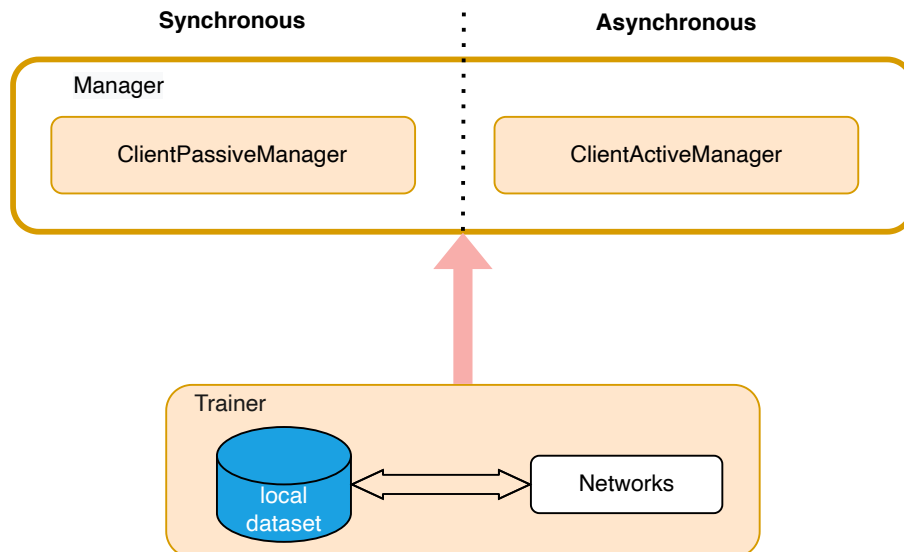 Synchronous
Asynchronous
Manager
ClientPassiveManager
ClientActiveManager
Trainer
local
dataset
Networks